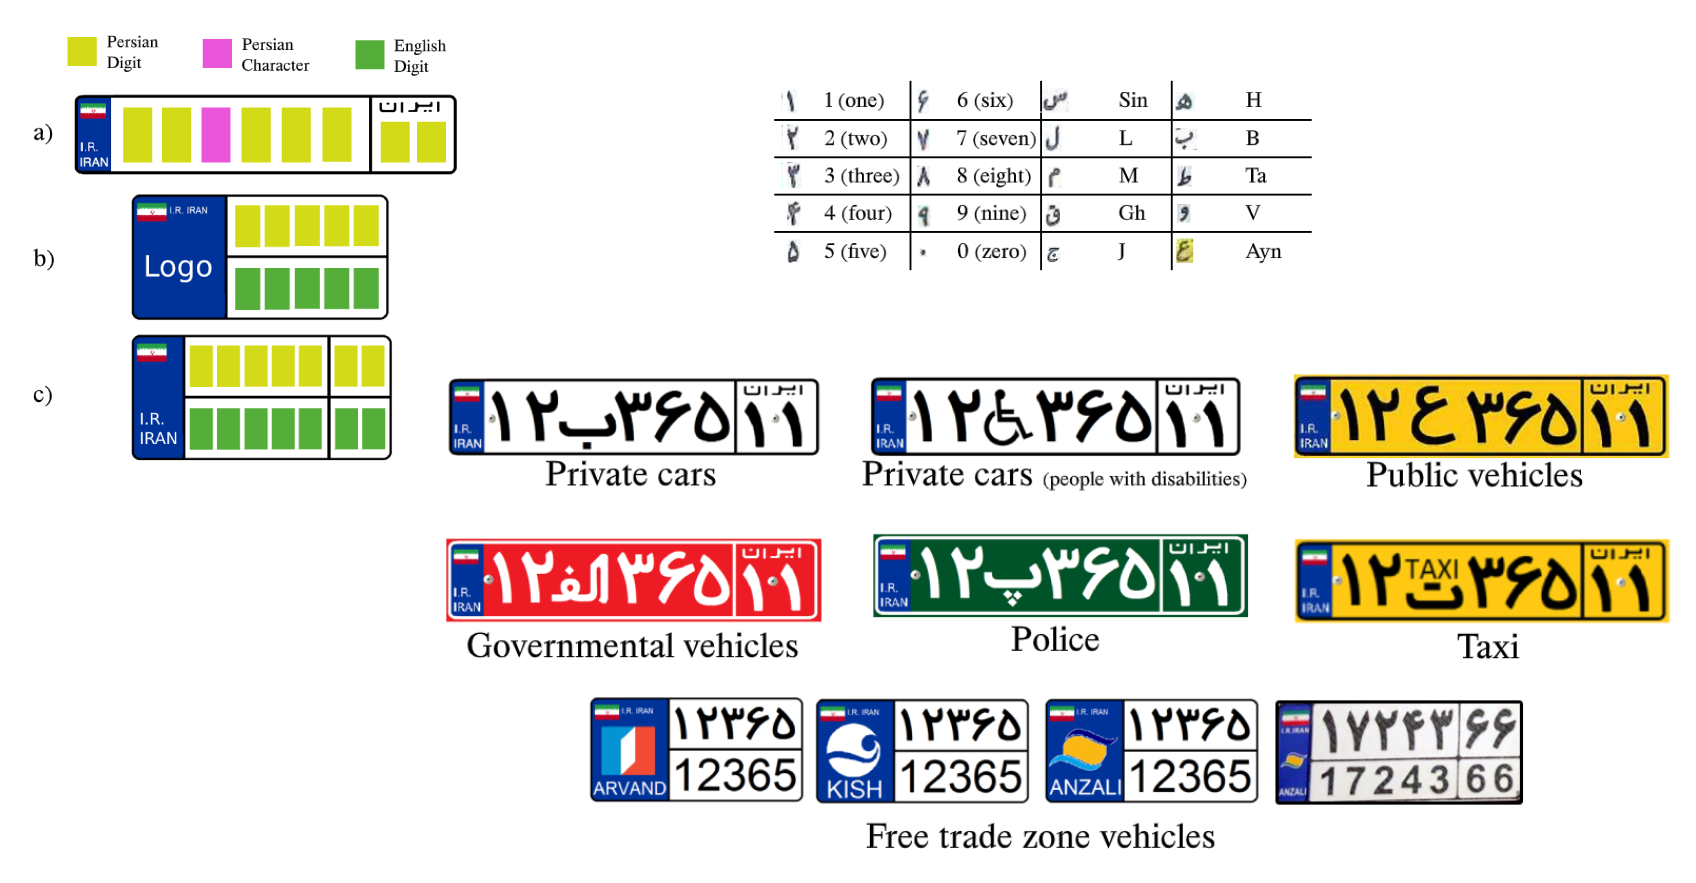 Persian Digit
Persian Character
English Digit
a)
I.R. IRAN
ایران
b)
I.R. IRAN
Logo
c)
I.R. IRAN
۱ 1 (one) ۶ 6 (six) س Sin ه H
۲ 2 (two) ۷ 7 (seven) ل L ب B
۳ 3 (three) ۸ 8 (eight) م M ط Ta
۴ 4 (four) ۹ 9 (nine) ق Gh و V
۵ 5 (five) ۰ 0 (zero) ج J ع Ayn
I.R. IRAN
۱۲ب۳۶۵
ایران
۱۱
Private cars
I.R. IRAN
۱۲♿۳۶۵
ایران
۱۱
Private cars (people with disabilities)
I.R. IRAN
۱۲ع۳۶۵
ایران
۱۱
Public vehicles
I.R. IRAN
۱۲الف۳۶۵
ایران
۱۱
Governmental vehicles
I.R. IRAN
۱۲پ۳۶۵
ایران
۱۱
Police
I.R. IRAN
TAXI
۱۲ت۳۶۵
ایران
۱۱
Taxi
I.R. IRAN
ARVAND
۱۲۳۶۵
12365
I.R. IRAN
KISH
۱۲۳۶۵
12365
I.R. IRAN
ANZALI
۱۲۳۶۵
12365
I.R.IRAN
ANZALI
۱۷۲۴۳ ۶۶
17243 66
Free trade zone vehicles